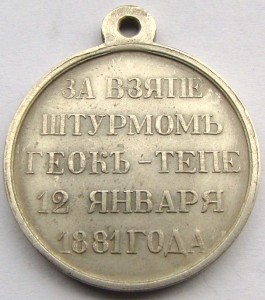 ЗА ВЗЯТІЕ
ШТУРМОМЪ
ГЕОКЪ-ТЕПЕ
12 ЯНВАРЯ
1881 ГОДА